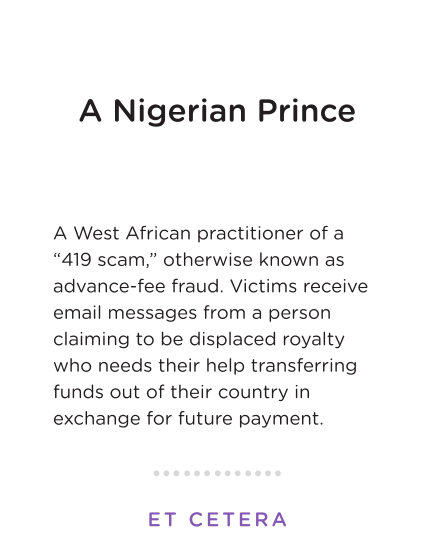 A Nigerian Prince
A West African practitioner of a
“419 scam,” otherwise known as
advance-fee fraud. Victims receive
email messages from a person
claiming to be displaced royalty
who needs their help transferring
funds out of their country in
exchange for future payment.
ET CETERA